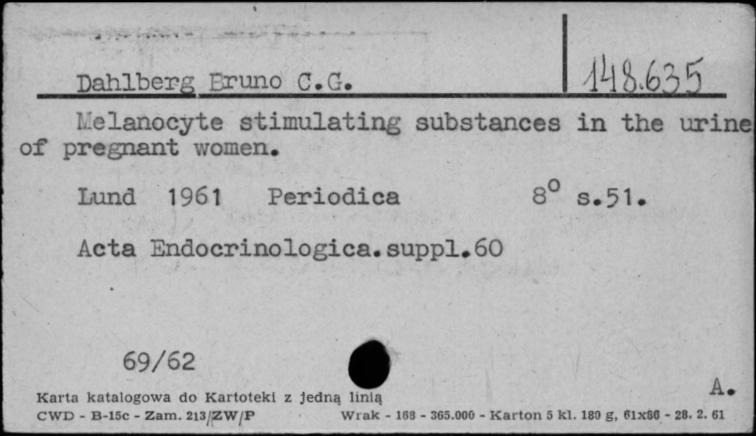 Dahlberg Bruno C.G.
148.635
Melanocyte stimulating substances in the urine
of pregnant women.
Lund 1961 Periodica 8° s.51.
Acta Endocrinologica.suppl.60
69/62
A.
Karta katalogowa do Kartoteki z jedną linią
CWD - B-15c - Zam. 213/ZW/P Wrak - 168 - 365.000 - Karton 5 kl. 180 g, 61x86 - 28. 2. 61